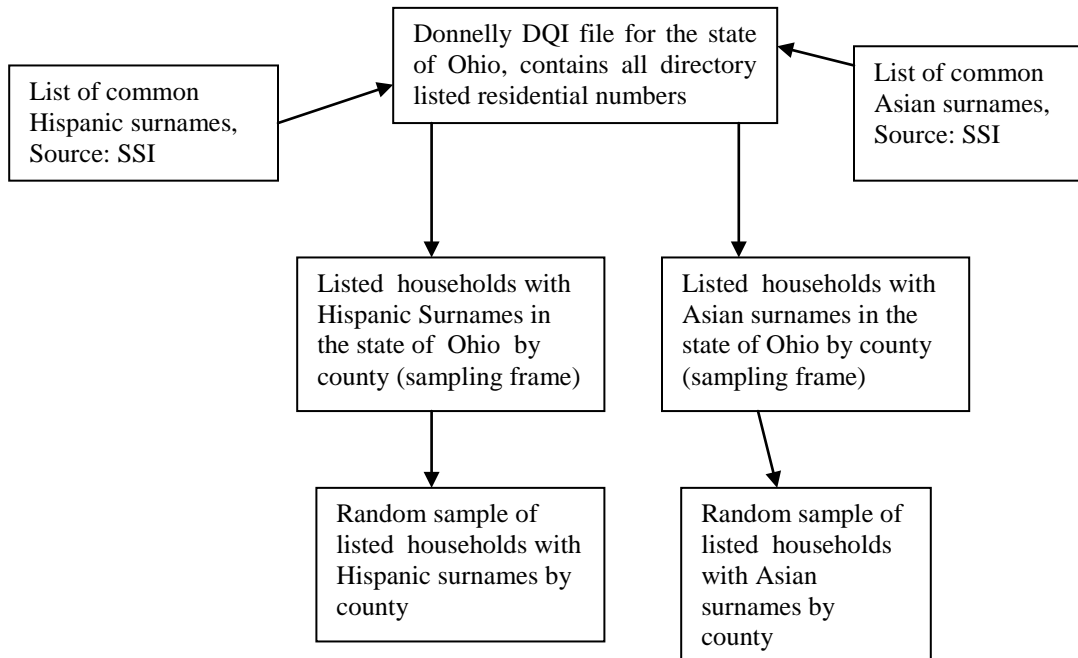 Donnelly DQI file for the state
of Ohio, contains all directory
listed residential numbers
List of common
Hispanic surnames,
Source: SSI
List of common
Asian surnames,
Source: SSI
Listed households with
Hispanic Surnames in
the state of Ohio by
county (sampling frame)
Listed households with
Asian surnames in the
state of Ohio by county
(sampling frame)
Random sample of
listed households with
Hispanic surnames by
county
Random sample of
listed households
with Asian
surnames by
county